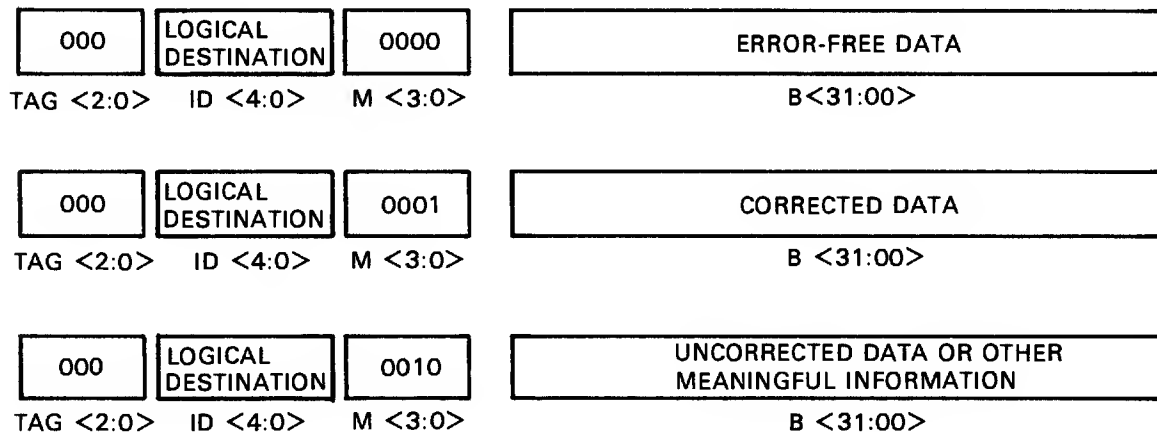 000 LOGICAL DESTINATION 0000 ERROR-FREE DATA
TAG <2:0> ID <4:0> M <3:0> B<31:00>
000 LOGICAL DESTINATION 0001 CORRECTED DATA
TAG <2:0> ID <4:0> M <3:0> B <31:00>
000 LOGICAL DESTINATION 0010 UNCORRECTED DATA OR OTHER MEANINGFUL INFORMATION
TAG <2:0> ID <4:0> M <3:0> B <31:00>